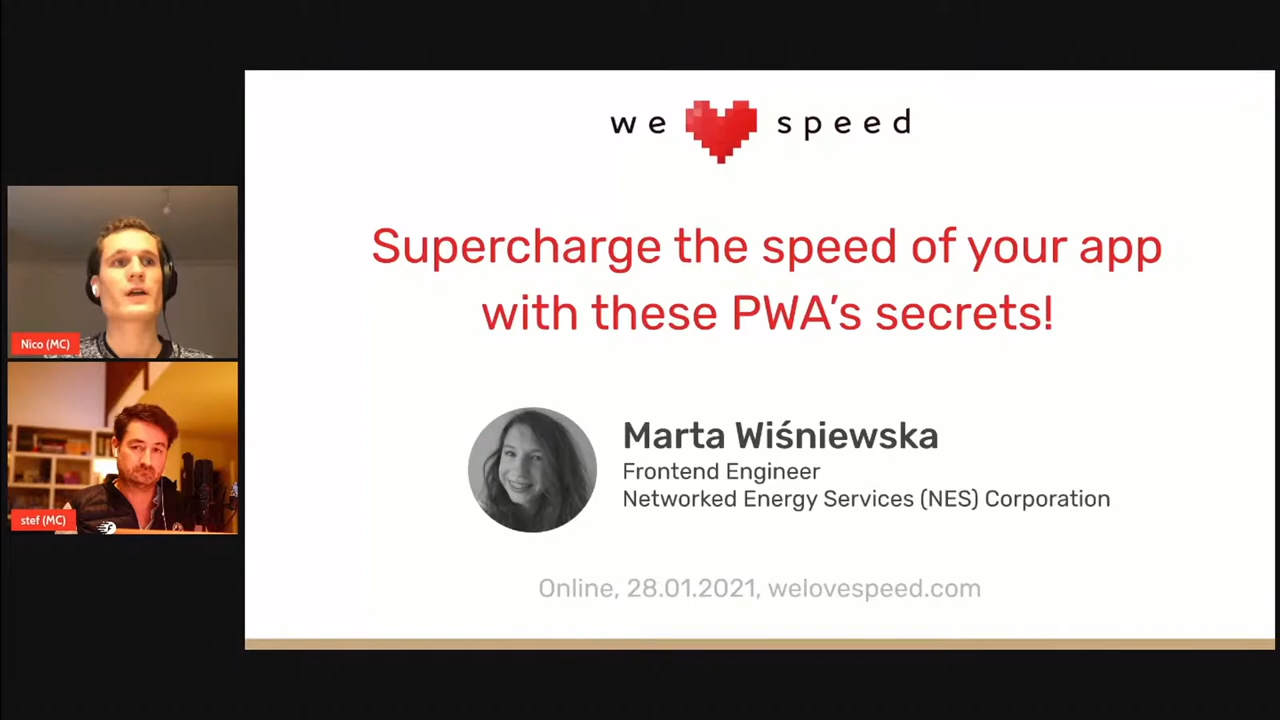 we speed
Supercharge the speed of your app
with these PWA’s secrets!
Marta Wiśniewska
Frontend Engineer
Networked Energy Services (NES) Corporation
Online, 28.01.2021, welovespeed.com
Nico (MC)
stef (MC)